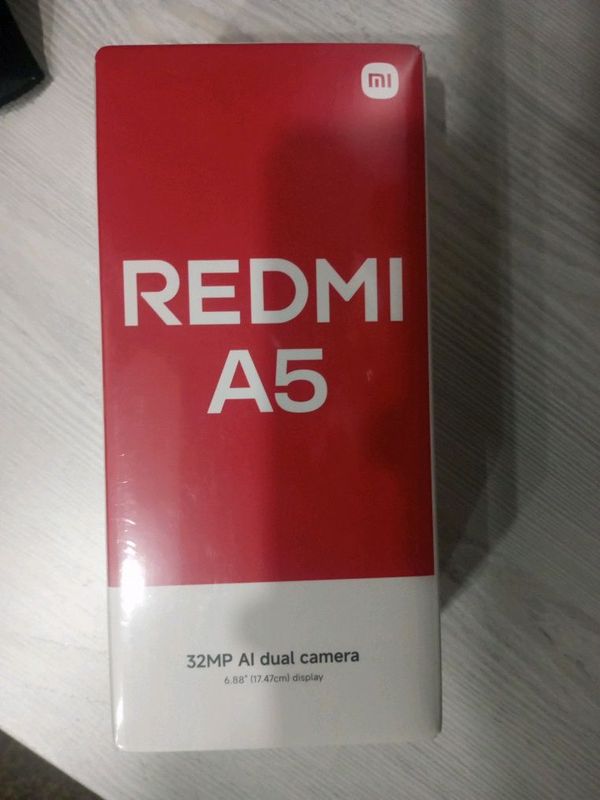 mi
REDMI
A5
32MP AI dual camera
6.88" (17.47cm) display